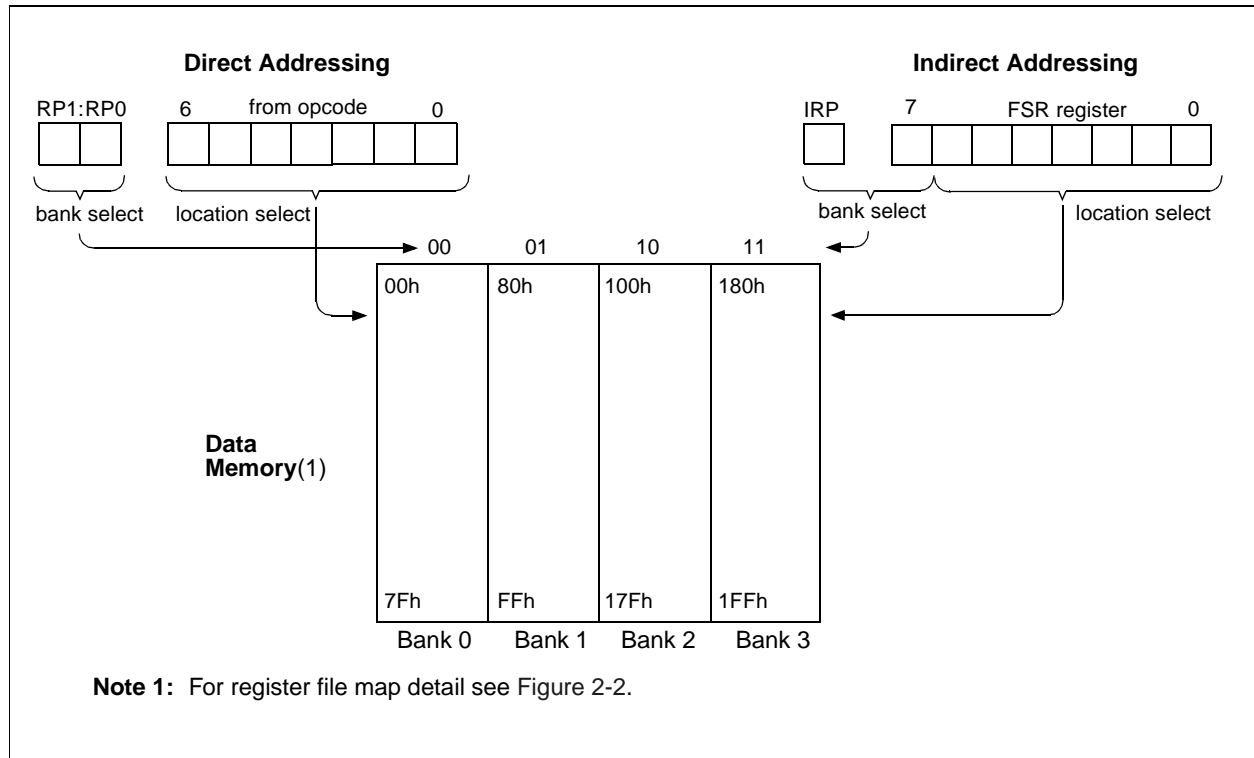 Direct Addressing
Indirect Addressing
RP1:RP0 6 from opcode 0
IRP 7 FSR register 0
bank select location select
bank select location select
00 01 10 11
00h 80h 100h 180h
Data
Memory(1)
7Fh FFh 17Fh 1FFh
Bank 0 Bank 1 Bank 2 Bank 3
Note 1: For register file map detail see Figure 2-2.